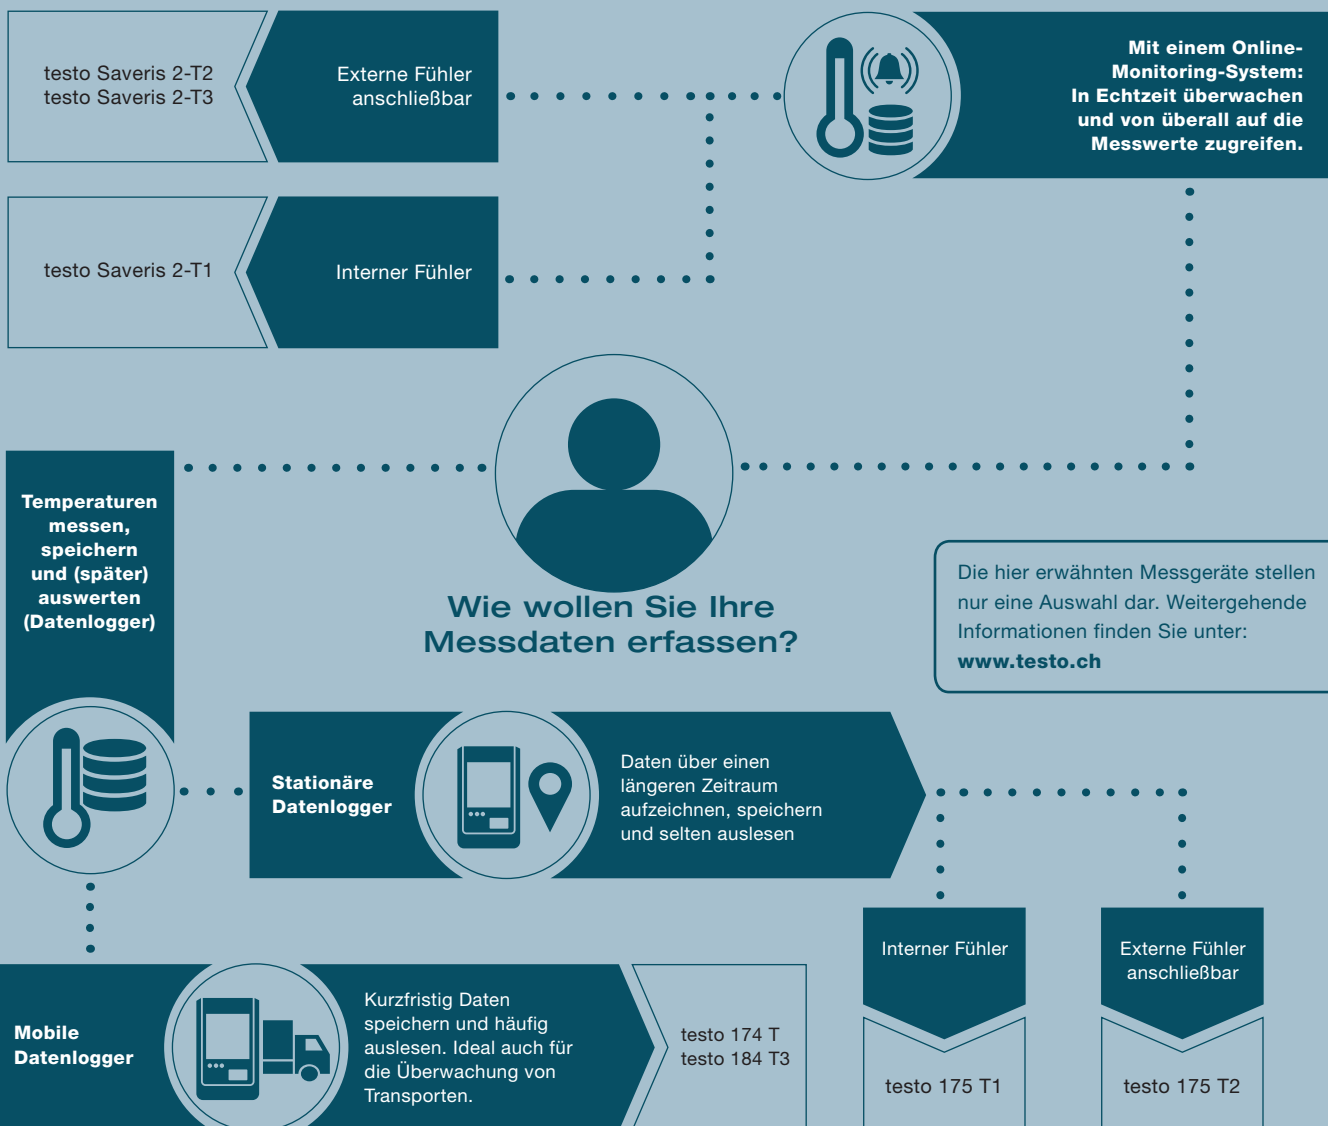 testo Saveris 2-T2
testo Saveris 2-T3
Externe Fühler
anschließbar
Mit einem Online-
Monitoring-System:
In Echtzeit überwachen
und von überall auf die
Messwerte zugreifen.
testo Saveris 2-T1
Interner Fühler
Temperaturen
messen,
speichern
und (später)
auswerten
(Datenlogger)
Wie wollen Sie Ihre
Messdaten erfassen?
Die hier erwähnten Messgeräte stellen
nur eine Auswahl dar. Weitergehende
Informationen finden Sie unter:
www.testo.ch
Stationäre
Datenlogger
Daten über einen
längeren Zeitraum
aufzeichnen, speichern
und selten auslesen
Interner Fühler
Externe Fühler
anschließbar
Mobile
Datenlogger
Kurzfristig Daten
speichern und häufig
auslesen. Ideal auch für
die Überwachung von
Transporten.
testo 174 T
testo 184 T3
testo 175 T1
testo 175 T2